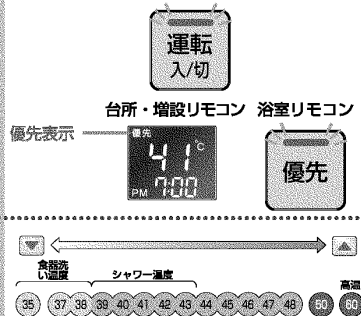 運転
入/切
台所・増設リモコン 浴室リモコン
優先表示
優先
41℃
PM 7:00
優先
食器洗い温度
シャワー温度
高温
35 37 38 39 40 41 42 43 44 45 46 47 48 50 60